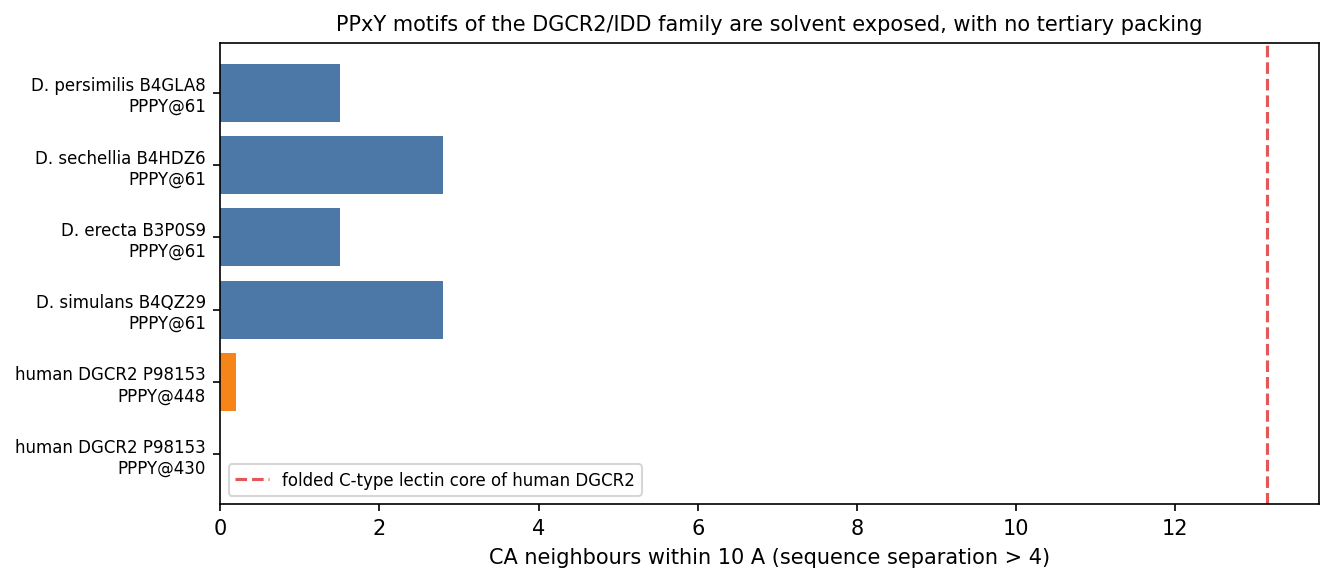 PPxY motifs of the DGCR2/IDD family are solvent exposed, with no tertiary packing
D. persimilis B4GLA8
PPPY@61
D. sechellia B4HDZ6
PPPY@61
D. erecta B3P0S9
PPPY@61
D. simulans B4QZ29
PPPY@61
human DGCR2 P98153
PPPY@448
human DGCR2 P98153
PPPY@430
folded C-type lectin core of human DGCR2
0 2 4 6 8 10 12
CA neighbours within 10 A (sequence separation > 4)